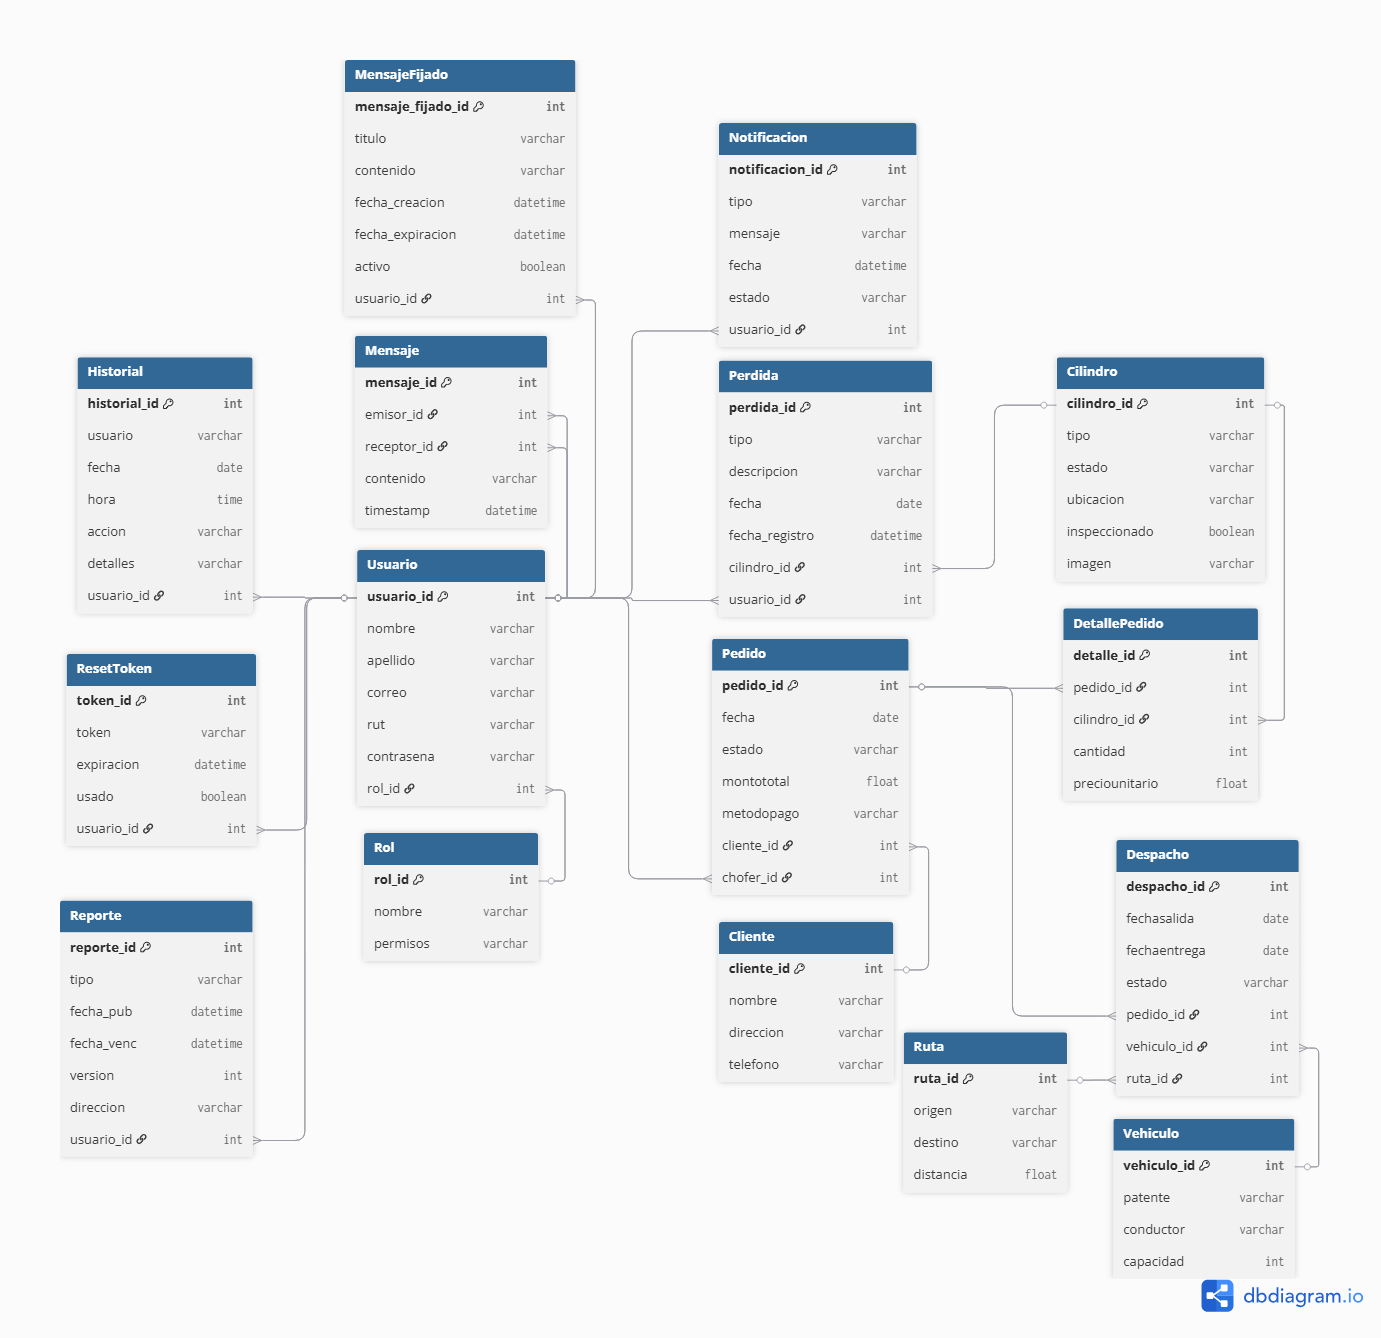 MensajeFijado
mensaje_fijado_id int
titulo varchar
contenido varchar
fecha_creacion datetime
fecha_expiracion datetime
activo boolean
usuario_id int
Notificacion
notificacion_id int
tipo varchar
mensaje varchar
fecha datetime
estado varchar
usuario_id int
Mensaje
mensaje_id int
emisor_id int
receptor_id int
contenido varchar
timestamp datetime
Historial
historial_id int
usuario varchar
fecha date
hora time
accion varchar
detalles varchar
usuario_id int
Perdida
perdida_id int
tipo varchar
descripcion varchar
fecha date
fecha_registro datetime
cilindro_id int
usuario_id int
Cilindro
cilindro_id int
tipo varchar
estado varchar
ubicacion varchar
inspeccionado boolean
imagen varchar
Usuario
usuario_id int
nombre varchar
apellido varchar
correo varchar
rut varchar
contrasena varchar
rol_id int
DetallePedido
detalle_id int
pedido_id int
cilindro_id int
cantidad int
preciounitario float
ResetToken
token_id int
token varchar
expiracion datetime
usado boolean
usuario_id int
Pedido
pedido_id int
fecha date
estado varchar
montototal float
metodopago varchar
cliente_id int
chofer_id int
Rol
rol_id int
nombre varchar
permisos varchar
Despacho
despacho_id int
fechasalida date
fechaentrega date
estado varchar
pedido_id int
vehiculo_id int
ruta_id int
Reporte
reporte_id int
tipo varchar
fecha_pub datetime
fecha_venc datetime
version int
direccion varchar
usuario_id int
Cliente
cliente_id int
nombre varchar
direccion varchar
telefono varchar
Ruta
ruta_id int
origen varchar
destino varchar
distancia float
Vehiculo
vehiculo_id int
patente varchar
conductor varchar
capacidad int
dbdiagram.io